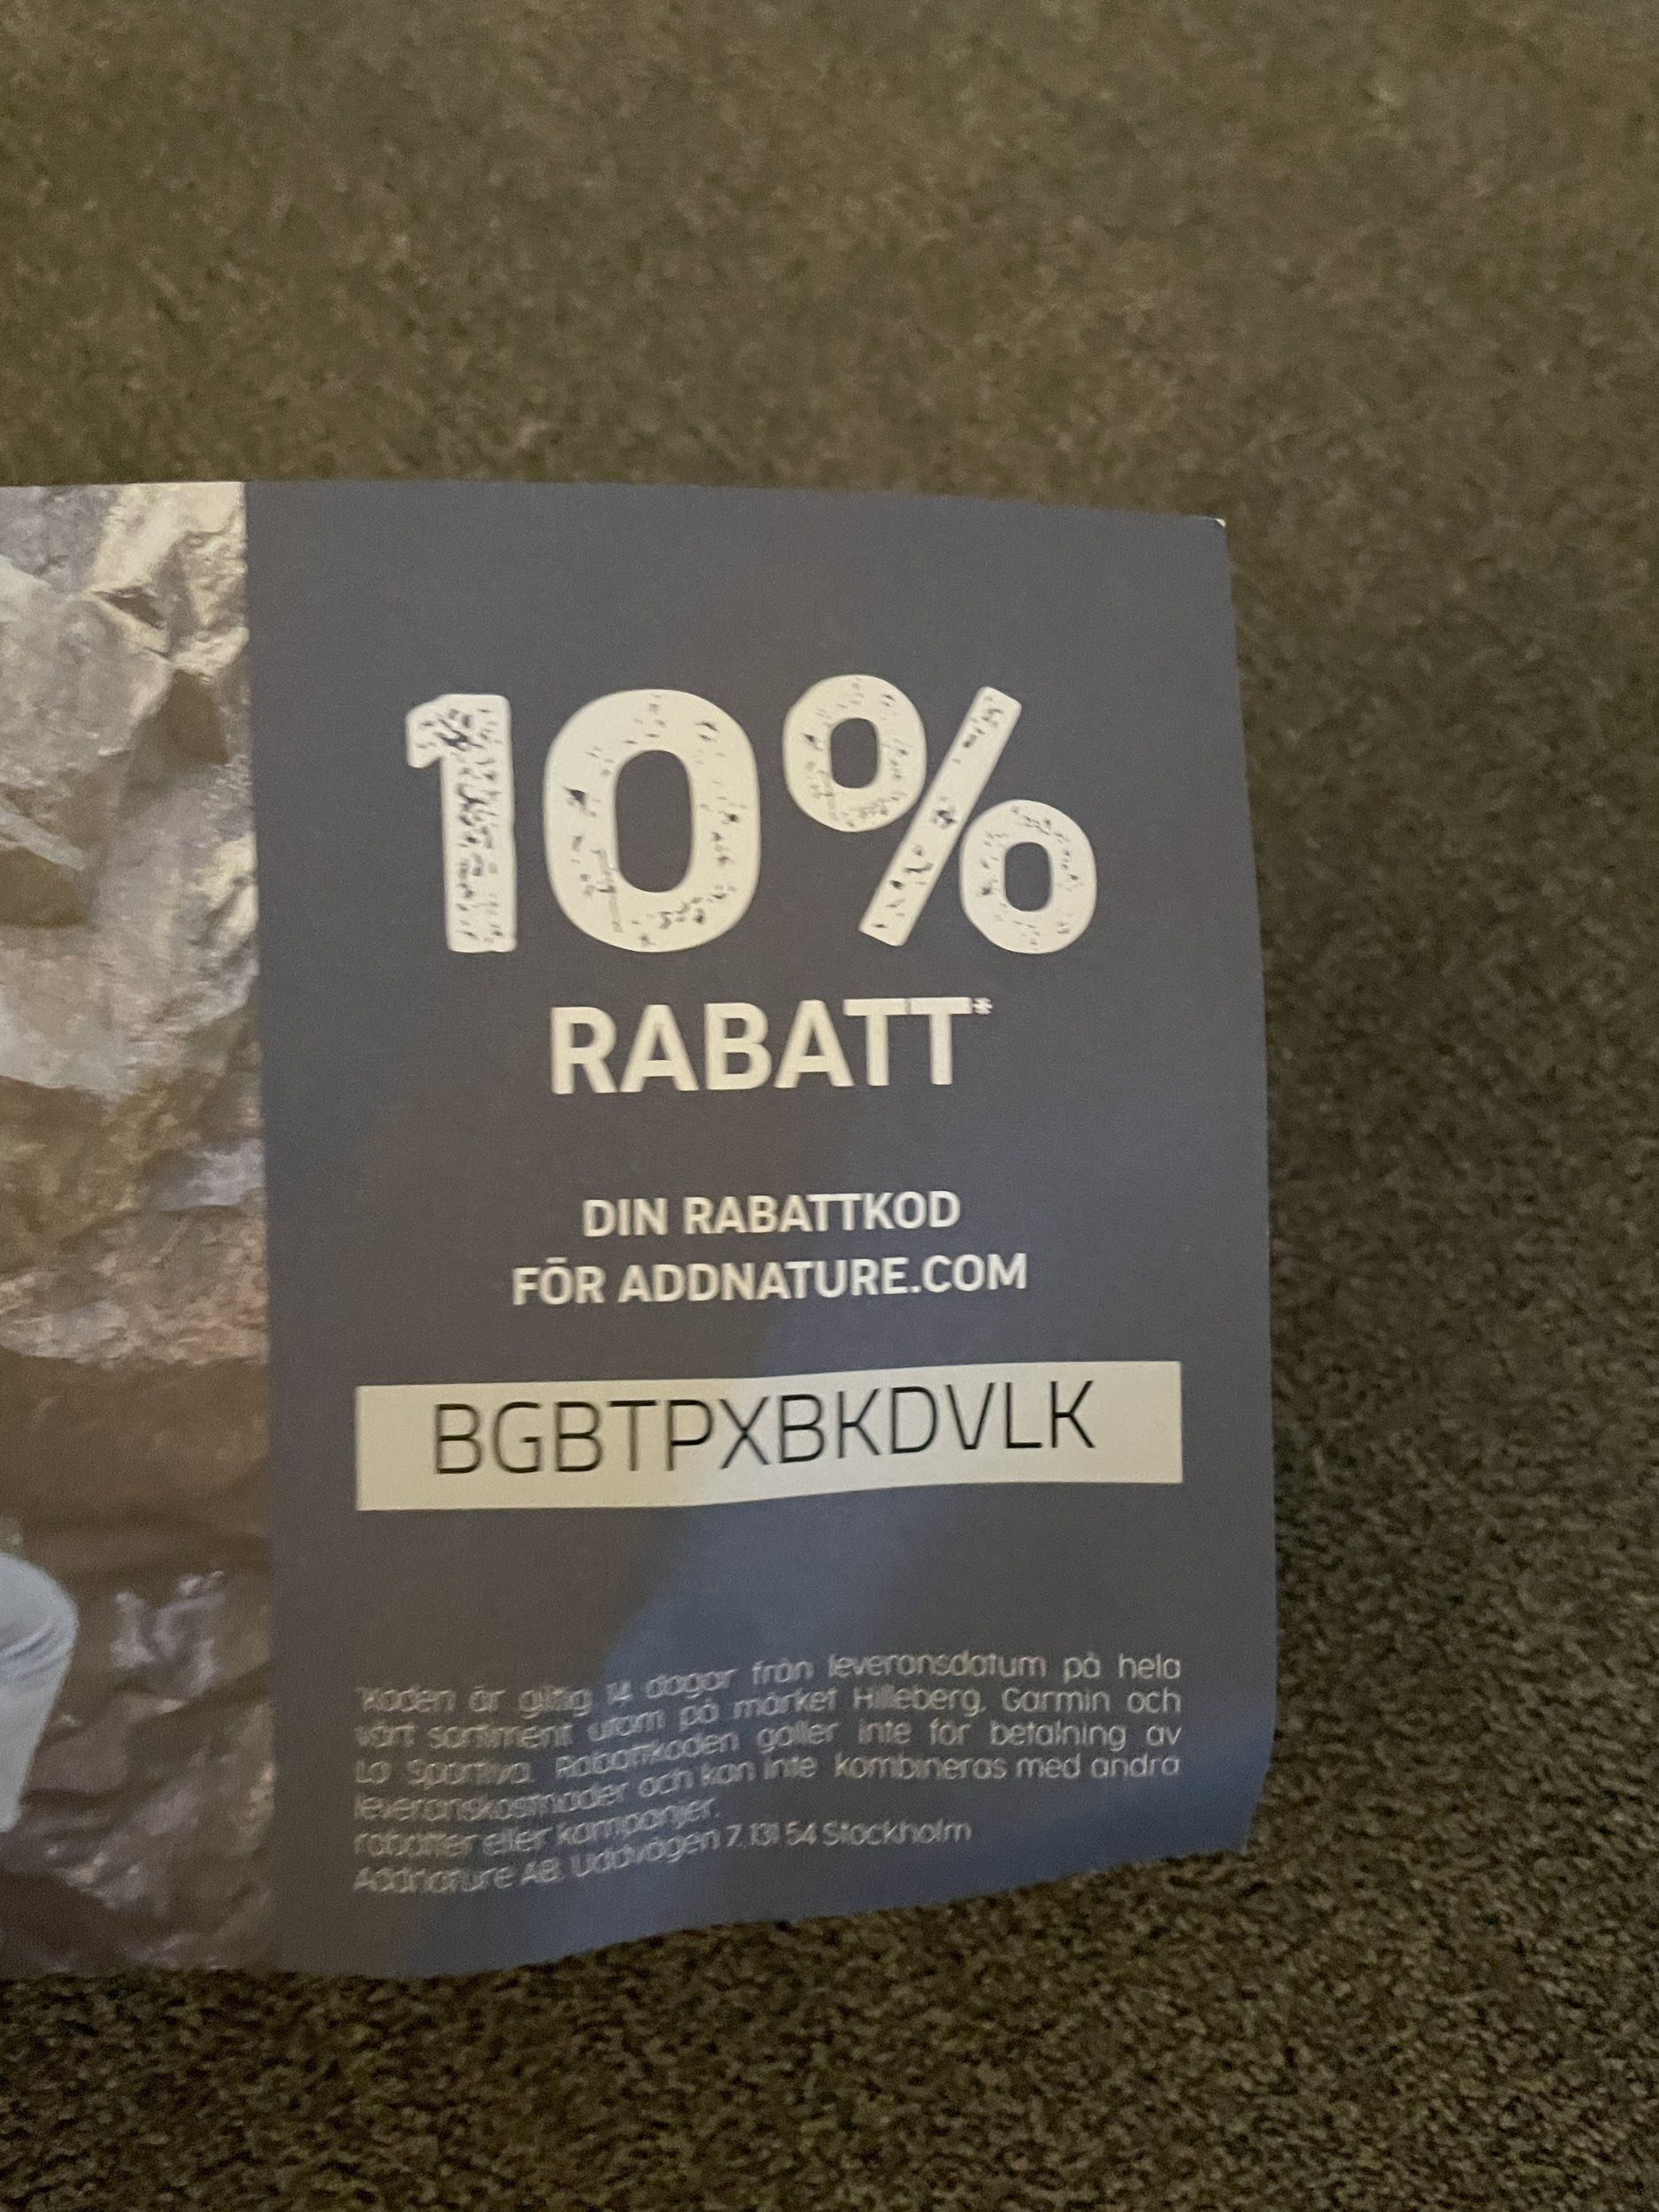 10%
RABATT*
DIN RABATTKOD
FÖR ADDNATURE.COM
BGBTPXBKDVLK
*Koden är giltig 14 dagar från leveransdatum på hela
vårt sortiment utom på märket Hilleberg, Garmin och
La Sportiva. Rabattkoden gäller inte för betalning av
leveranskostnader och kan inte kombineras med andra
rabatter eller kampanjer.
Addnature AB, Uddvägen 7, 131 54 Stockholm